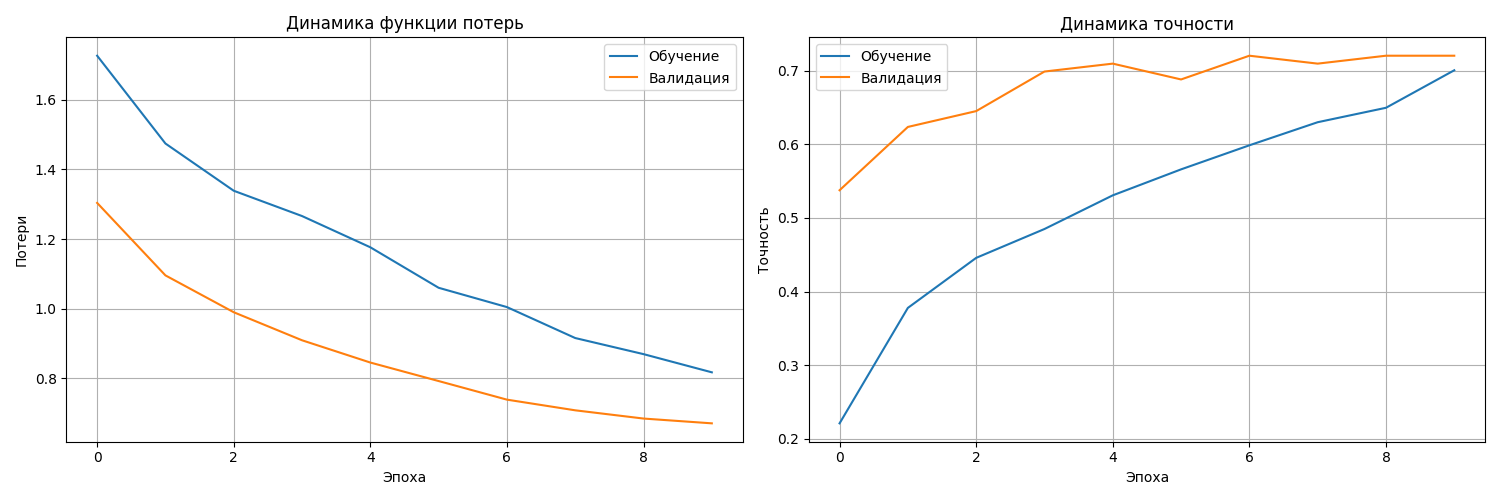 Динамика функции потерь
Обучение
Валидация
1.6
1.4
1.2
1.0
0.8
Потери
0 2 4 6 8
Эпоха
Динамика точности
Обучение
Валидация
0.7
0.6
0.5
0.4
0.3
0.2
Точность
0 2 4 6 8
Эпоха